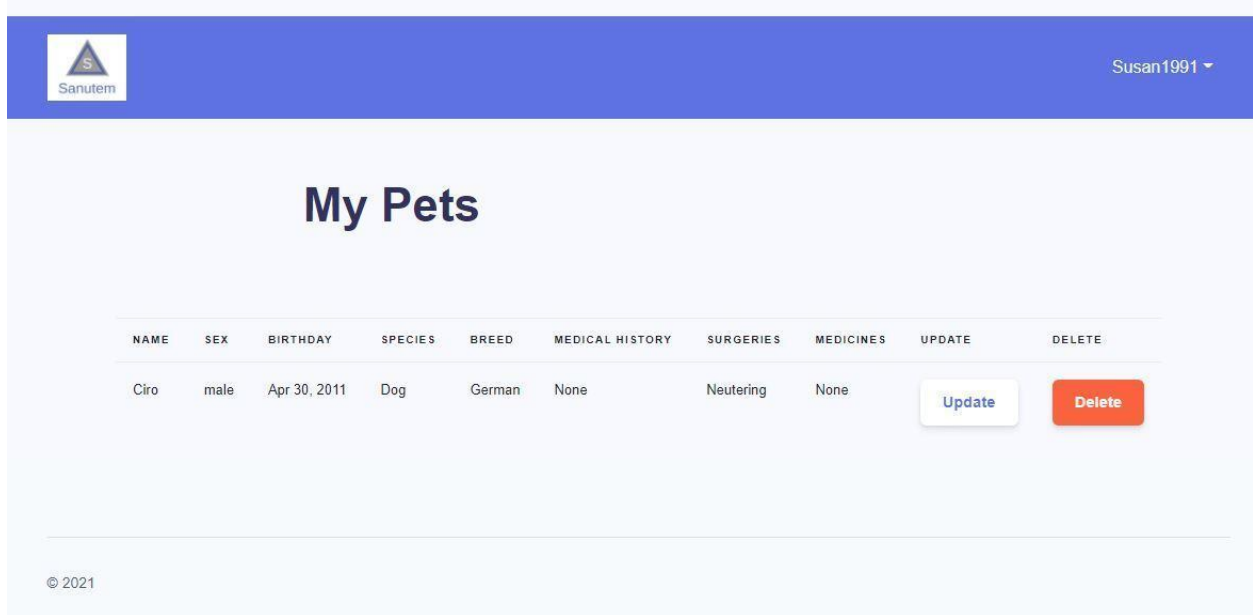 S
Sanutem
Susan1991
My Pets
NAME SEX BIRTHDAY SPECIES BREED MEDICAL HISTORY SURGERIES MEDICINES UPDATE DELETE
Ciro male Apr 30, 2011 Dog German None Neutering None Update Delete
© 2021